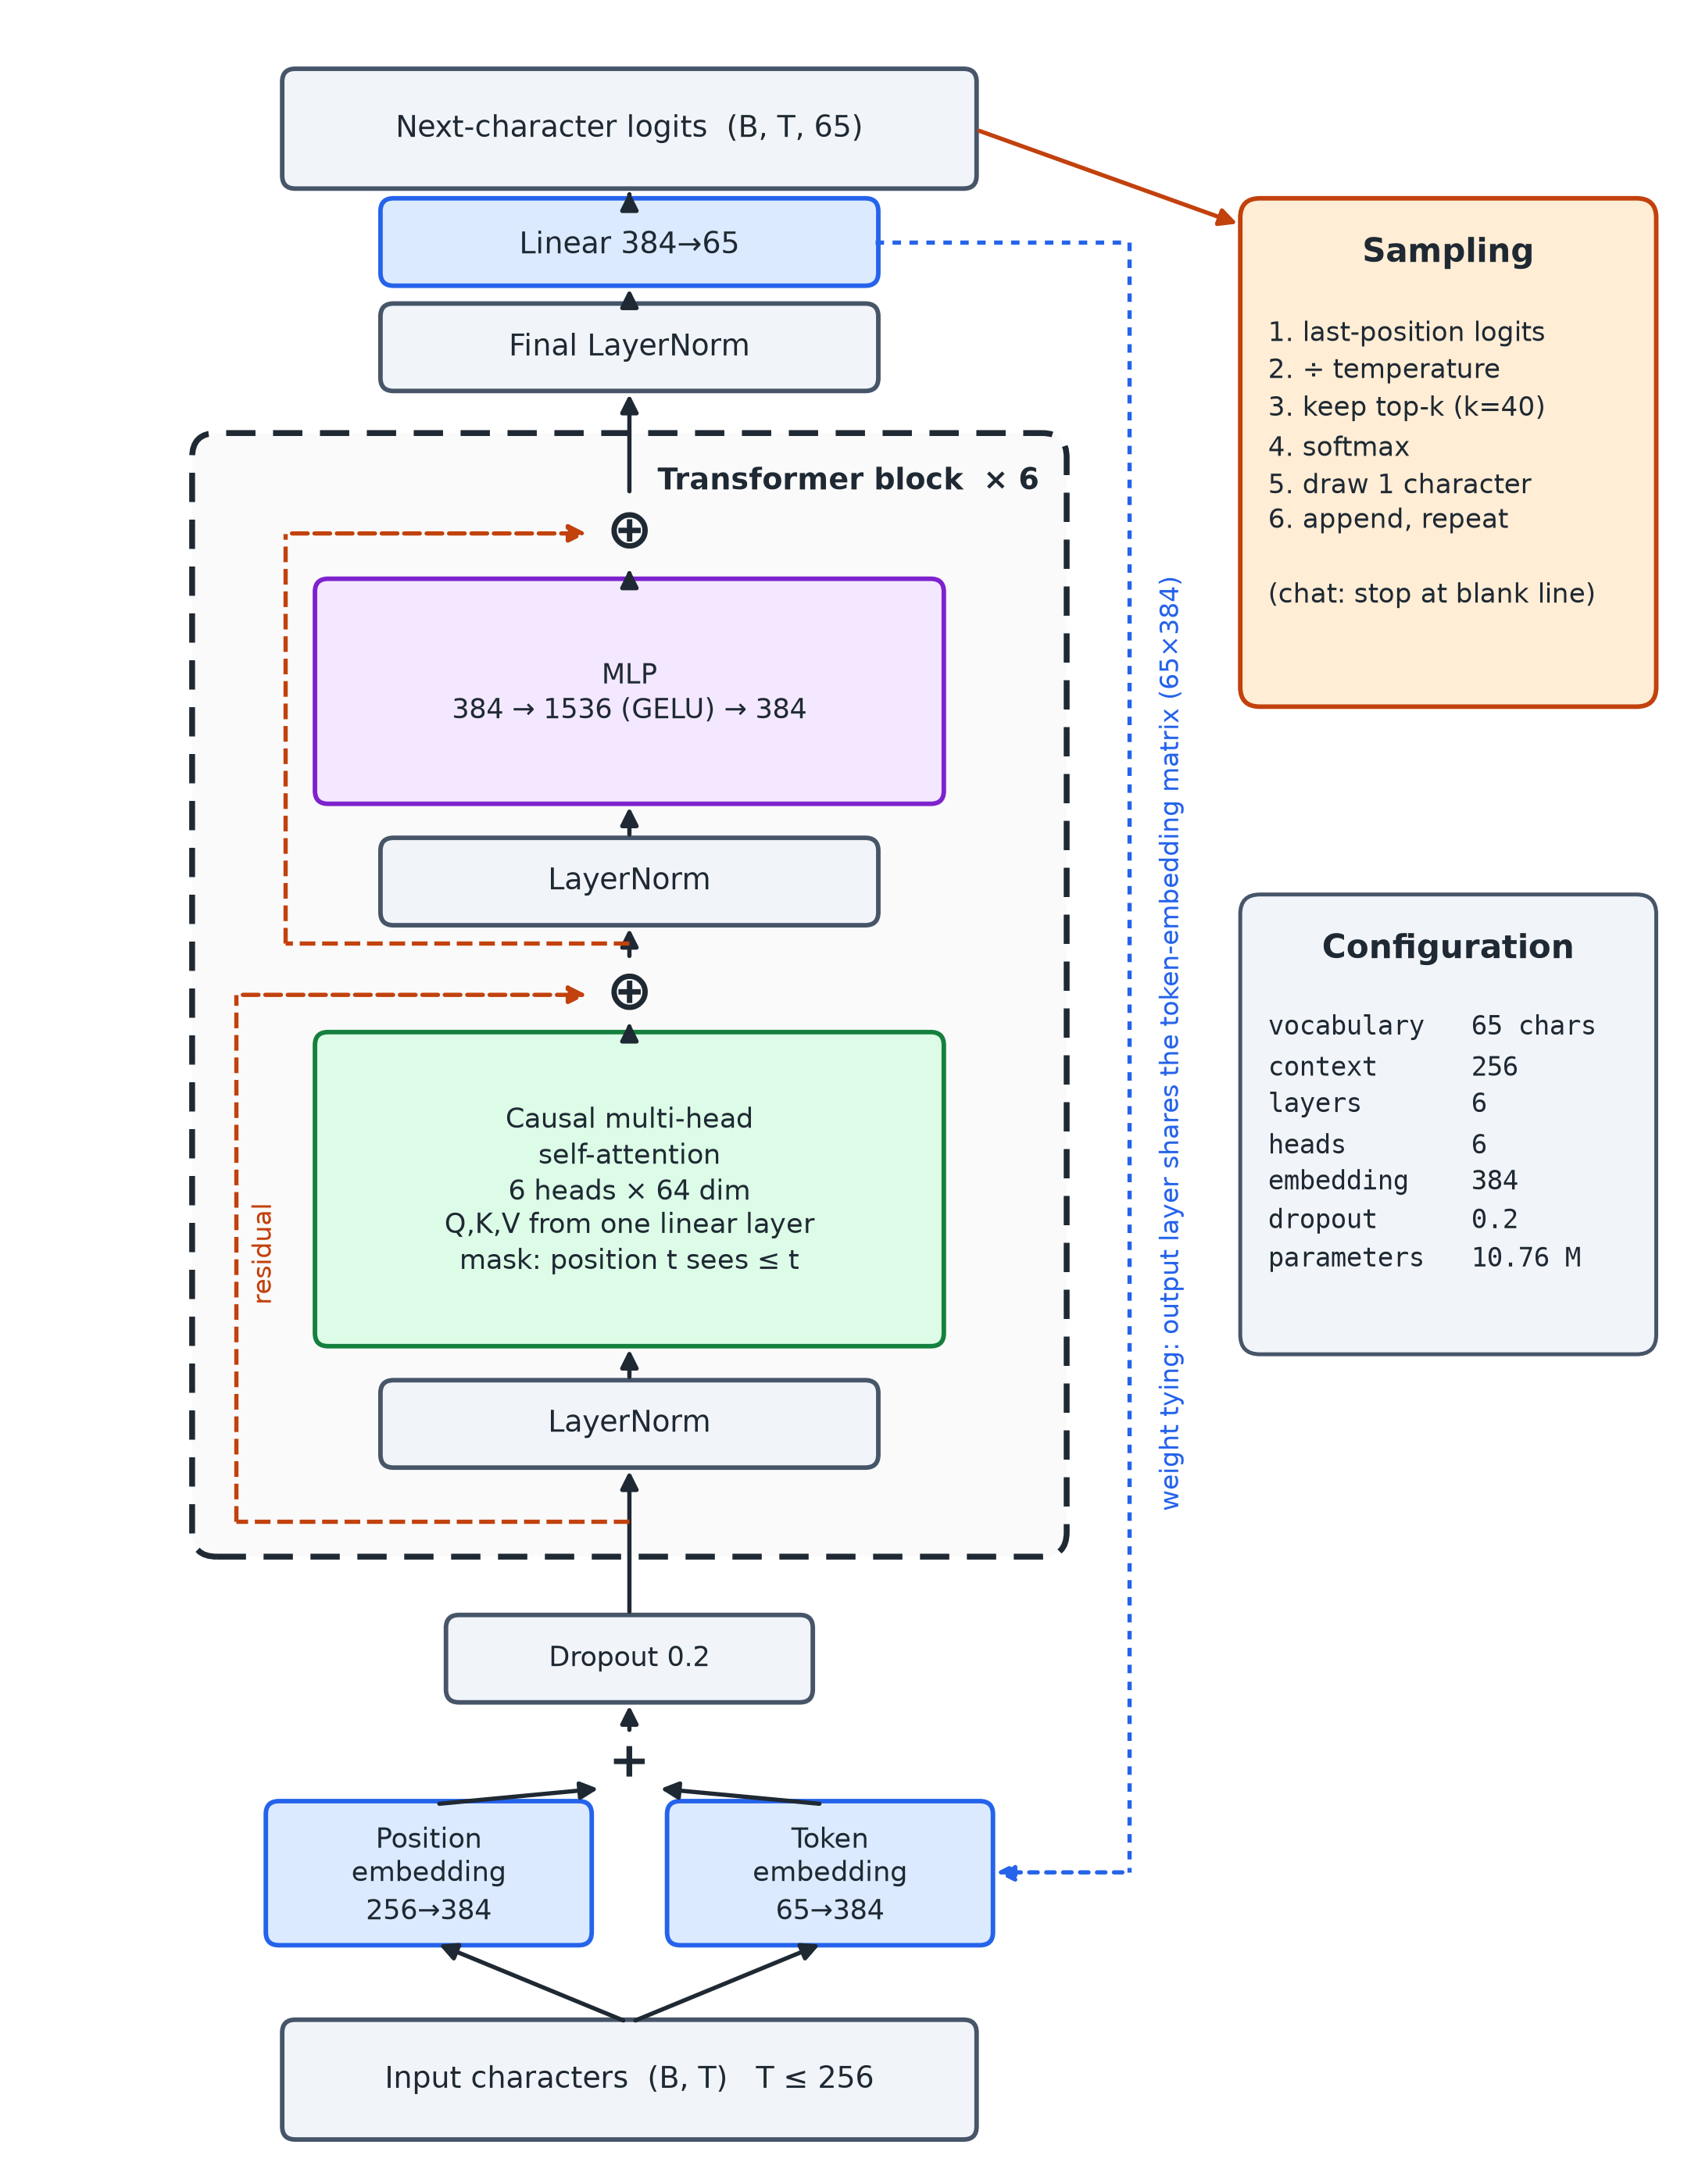 Next-character logits  (B, T, 65)
Linear 384→65
Final LayerNorm
Transformer block  × 6
⊕
MLP
384 → 1536 (GELU) → 384
LayerNorm
⊕
Causal multi-head
self-attention
6 heads × 64 dim
Q,K,V from one linear layer
mask: position t sees ≤ t
residual
LayerNorm
Dropout 0.2
+
Position
embedding
256→384
Token
embedding
65→384
Input characters  (B, T)   T ≤ 256
weight tying: output layer shares the token-embedding matrix (65×384)
Sampling
1. last-position logits
2. ÷ temperature
3. keep top-k (k=40)
4. softmax
5. draw 1 character
6. append, repeat
(chat: stop at blank line)
Configuration
vocabulary   65 chars
context      256
layers       6
heads        6
embedding    384
dropout      0.2
parameters   10.76 M